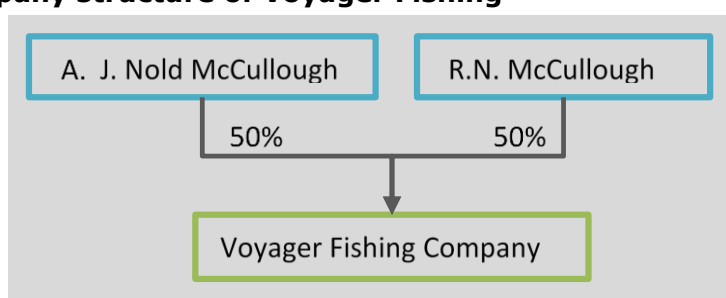 pany structure of Voyager Fishing
A. J. Nold McCullough
R.N. McCullough
50%
50%
Voyager Fishing Company